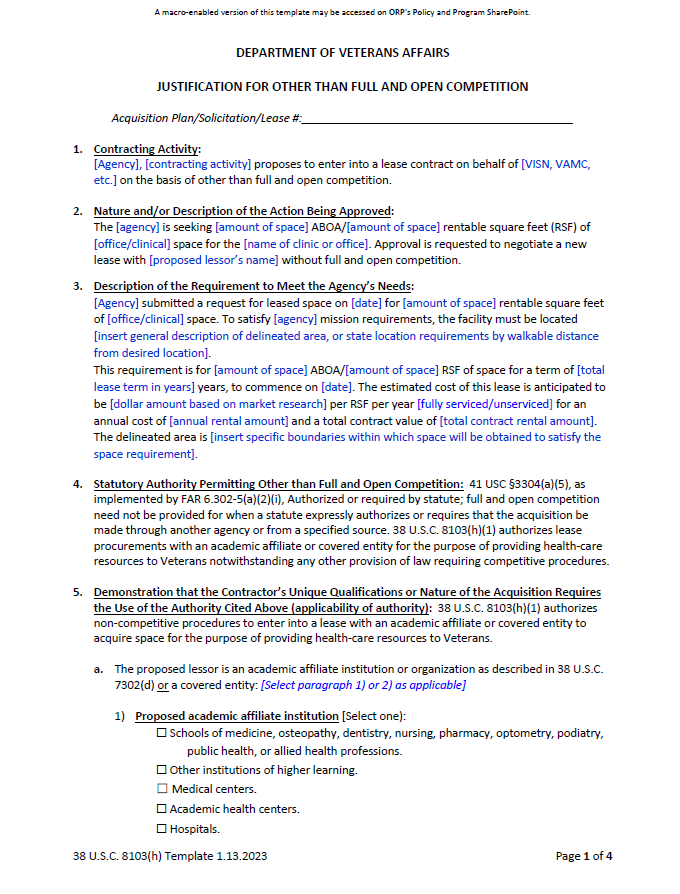 A macro-enabled version of this template may be accessed on ORP's Policy and Program SharePoint.
DEPARTMENT OF VETERANS AFFAIRS
JUSTIFICATION FOR OTHER THAN FULL AND OPEN COMPETITION
Acquisition Plan/Solicitation/Lease #:___________________________________________
1. Contracting Activity:
[Agency], [contracting activity] proposes to enter into a lease contract on behalf of [VISN, VAMC,
etc.] on the basis of other than full and open competition.
2. Nature and/or Description of the Action Being Approved:
The [agency] is seeking [amount of space] ABOA/[amount of space] rentable square feet (RSF) of
[office/clinical] space for the [name of clinic or office]. Approval is requested to negotiate a new
lease with [proposed lessor's name] without full and open competition.
3. Description of the Requirement to Meet the Agency's Needs:
[Agency] submitted a request for leased space on [date] for [amount of space] rentable square feet
of [office/clinical] space. To satisfy [agency] mission requirements, the facility must be located
[insert general description of delineated area, or state location requirements by walkable distance
from desired location].
This requirement is for [amount of space] ABOA/[amount of space] RSF of space for a term of [total
lease term in years] years, to commence on [date]. The estimated cost of this lease is anticipated to
be [dollar amount based on market research] per RSF per year [fully serviced/unserviced] for an
annual cost of [annual rental amount] and a total contract value of [total contract rental amount].
The delineated area is [insert specific boundaries within which space will be obtained to satisfy the
space requirement].
4. Statutory Authority Permitting Other than Full and Open Competition: 41 USC §3304(a)(5), as
implemented by FAR 6.302-5(a)(2)(i), Authorized or required by statute; full and open competition
need not be provided for when a statute expressly authorizes or requires that the acquisition be
made through another agency or from a specified source. 38 U.S.C. 8103(h)(1) authorizes lease
procurements with an academic affiliate or covered entity for the purpose of providing health-care
resources to Veterans notwithstanding any other provision of law requiring competitive procedures.
5. Demonstration that the Contractor's Unique Qualifications or Nature of the Acquisition Requires
the Use of the Authority Cited Above (applicability of authority): 38 U.S.C. 8103(h)(1) authorizes
non-competitive procedures to enter into a lease with an academic affiliate or covered entity to
acquire space for the purpose of providing health-care resources to Veterans.
a. The proposed lessor is an academic affiliate institution or organization as described in 38 U.S.C.
7302(d) or a covered entity: [Select paragraph 1) or 2) as applicable]
1) Proposed academic affiliate institution [Select one):
☐ Schools of medicine, osteopathy, dentistry, nursing, pharmacy, optometry, podiatry,
public health, or allied health professions.
☐ Other institutions of higher learning.
☐ Medical centers.
☐ Academic health centers.
☐ Hospitals.
38 U.S.C. 8103(h) Template 1.13.2023 Page 1 of 4